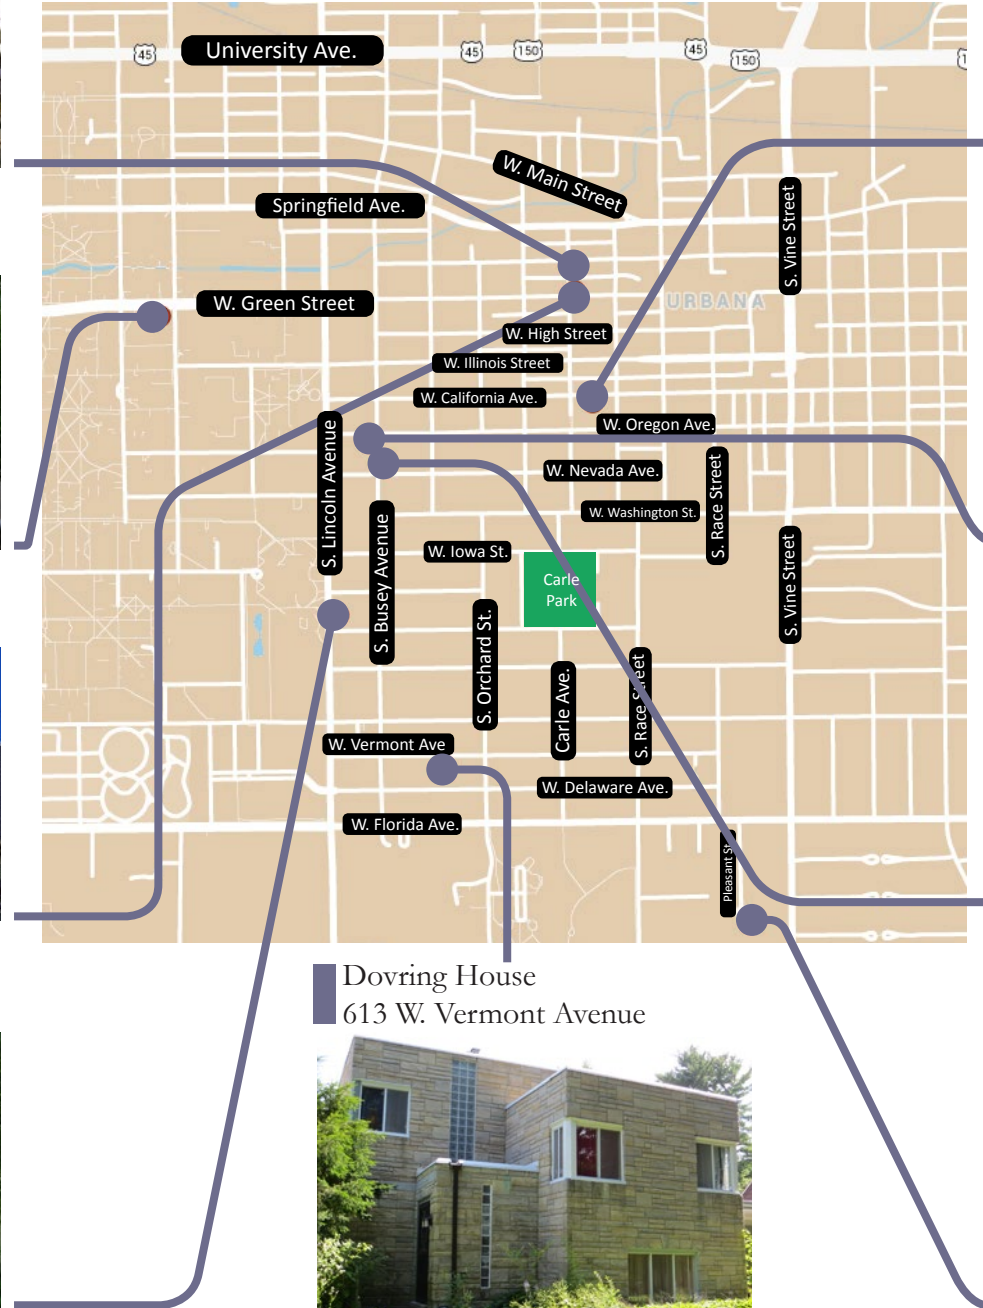 45
University Ave.
45
150
45
150
1
W. Main Street
Springfield Ave.
S. Vine Street
W. Green Street
URBANA
W. High Street
W. Illinois Street
W. California Ave.
W. Oregon Ave.
S. Lincoln Avenue
W. Nevada Ave.
S. Race Street
W. Washington St.
S. Busey Avenue
W. Iowa St.
S. Vine Street
Carle
Park
S. Orchard St.
Carle Ave.
S. Race Street
W. Vermont Ave
W. Delaware Ave.
W. Florida Ave.
Pleasant St.
Dovring House
613 W. Vermont Avenue